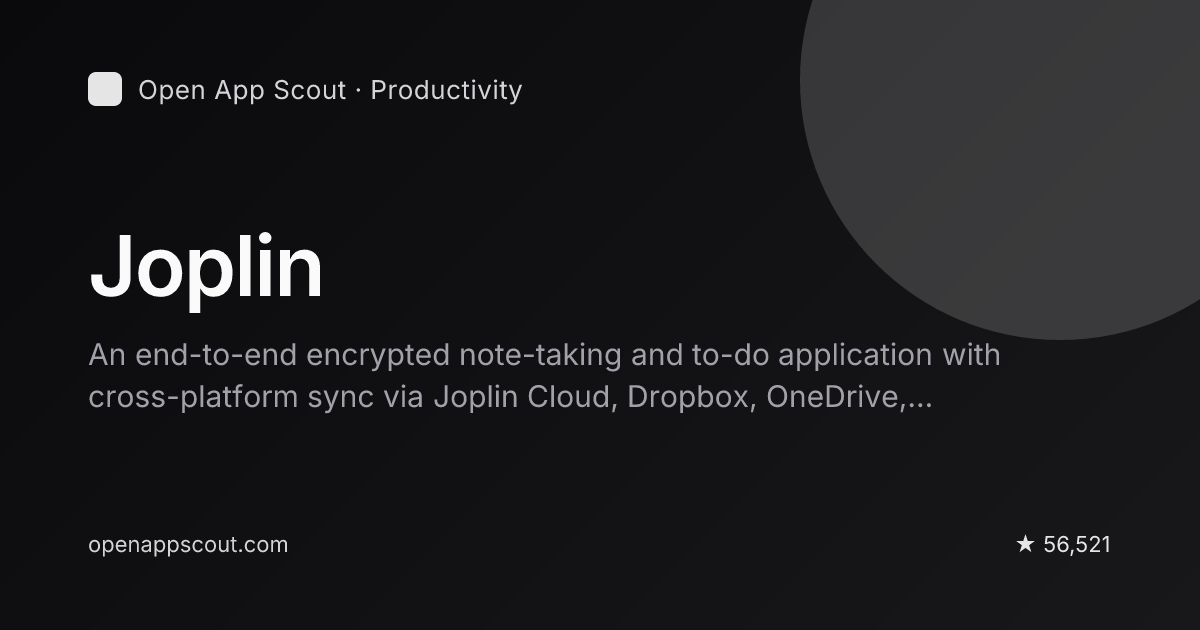 Open App Scout · Productivity
Joplin
An end-to-end encrypted note-taking and to-do application with
cross-platform sync via Joplin Cloud, Dropbox, OneDrive,...
openappscout.com
★ 56,521